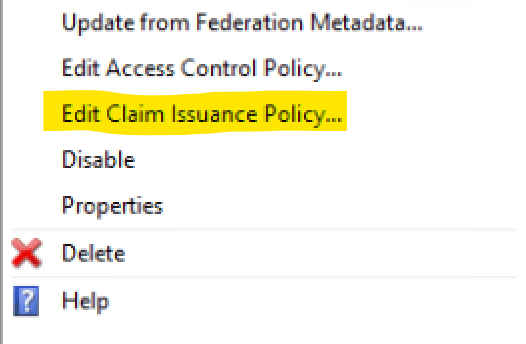 Update from Federation Metadata...
Edit Access Control Policy...
Edit Claim Issuance Policy...
Disable
Properties
Delete
Help